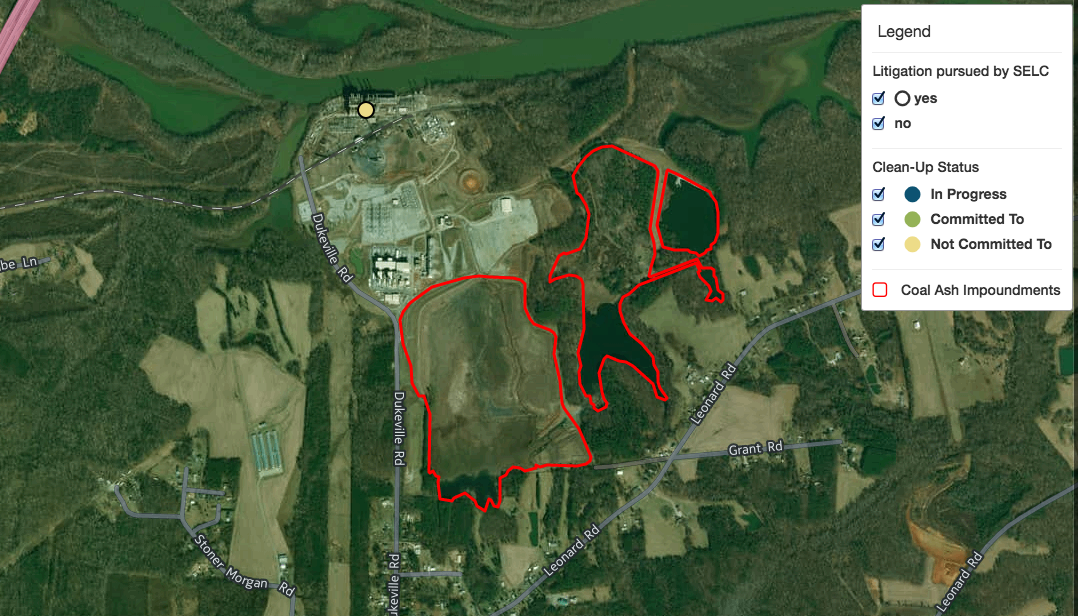 Legend
Litigation pursued by SELC
yes
no
Clean-Up Status
In Progress
Committed To
Not Committed To
Coal Ash Impoundments
Dukeville Rd
be Ln
Leonard Rd
Dukeville Rd
Grant Rd
Stoner Morgan Rd
Leonard Rd
ukeville Rd
Leonard Rd